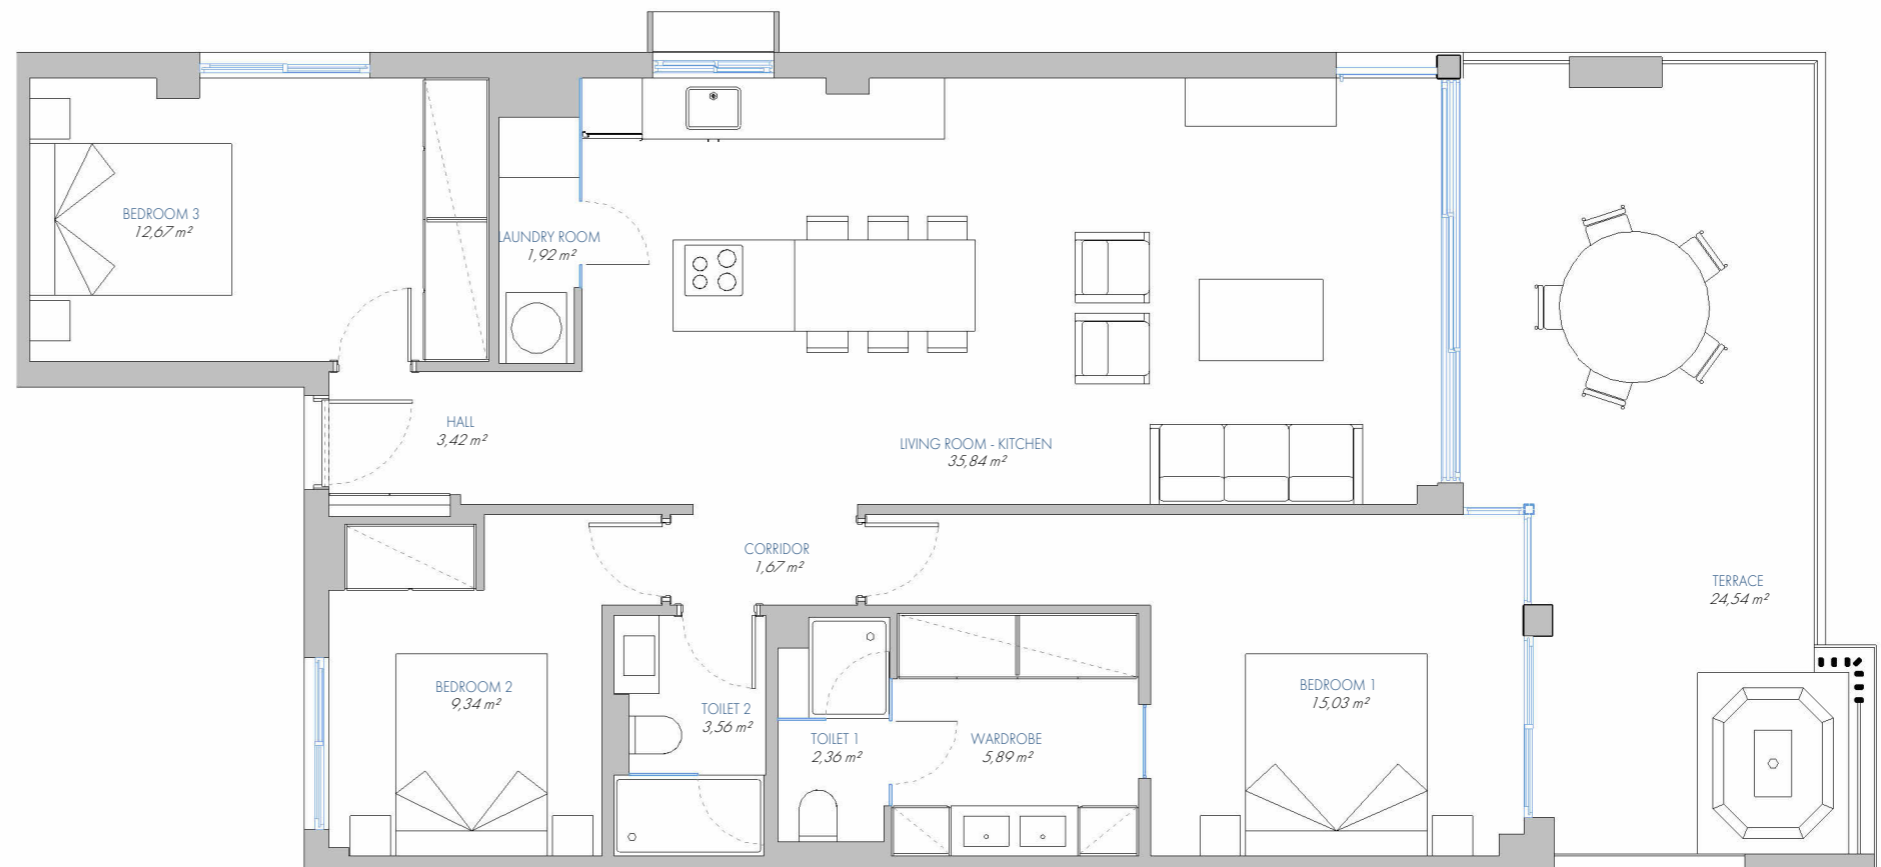 BEDROOM 3
12,67 m²
LAUNDRY ROOM
1,92 m²
HALL
3,42 m²
LIVING ROOM - KITCHEN
35,84 m²
CORRIDOR
1,67 m²
TERRACE
24,54 m²
BEDROOM 2
9,34 m²
TOILET 2
3,56 m²
TOILET 1
2,36 m²
WARDROBE
5,89 m²
BEDROOM 1
15,03 m²